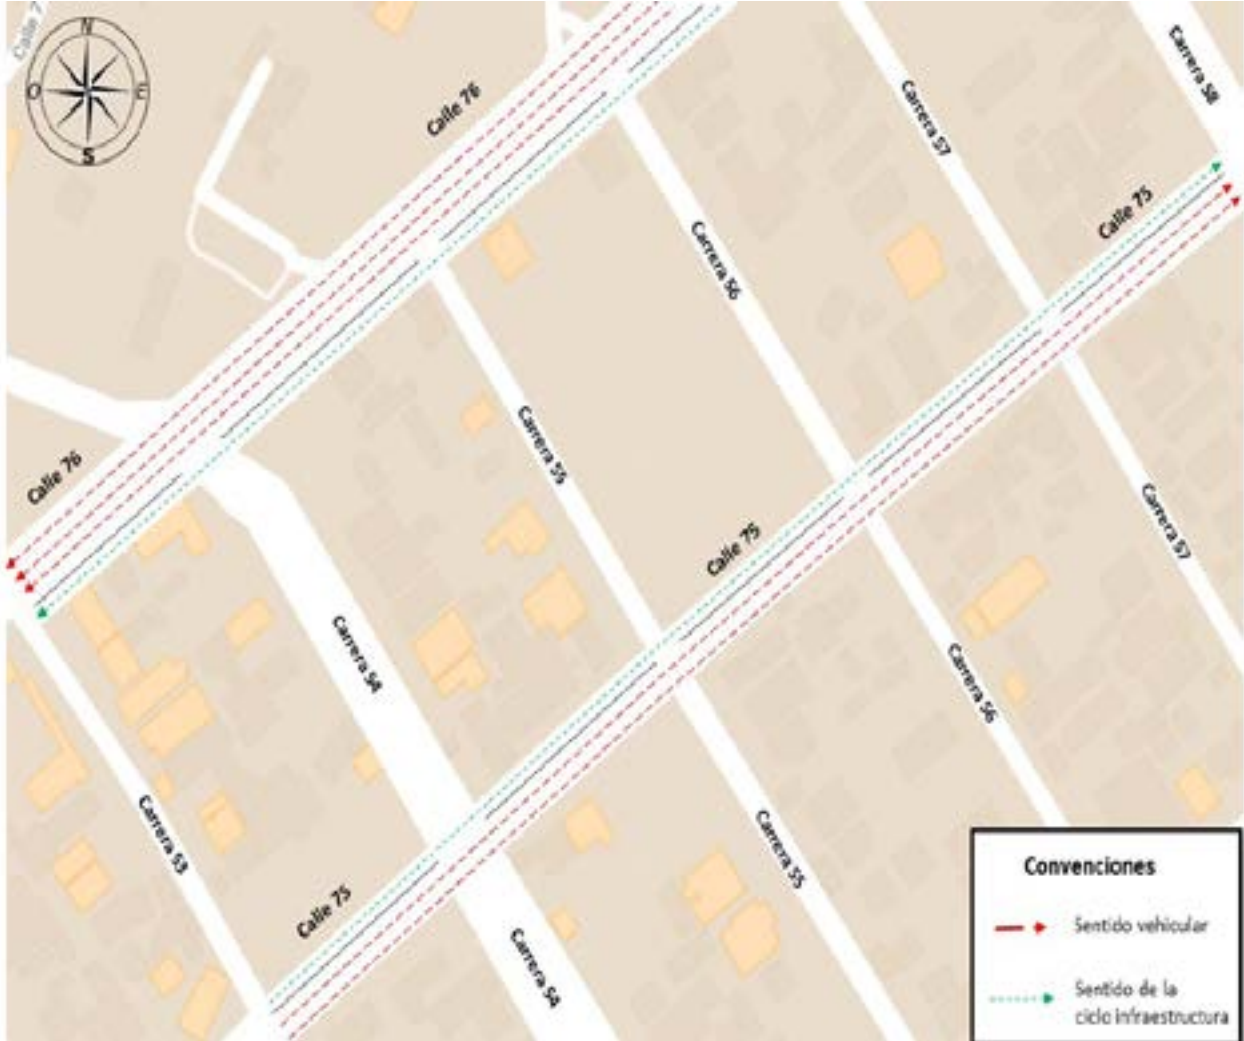 Calle 7
N
O
E
S
Calle 76
Carrera 58
Carrera 57
Calle 75
Carrera 56
Carrera 55
Calle 76
Carrera 57
Calle 75
Carrera 54
Carrera 56
Carrera 53
Carrera 55
Calle 75
Carrera 54
Convenciones
Sentido vehicular
Sentido de la
ciclo infraestructura